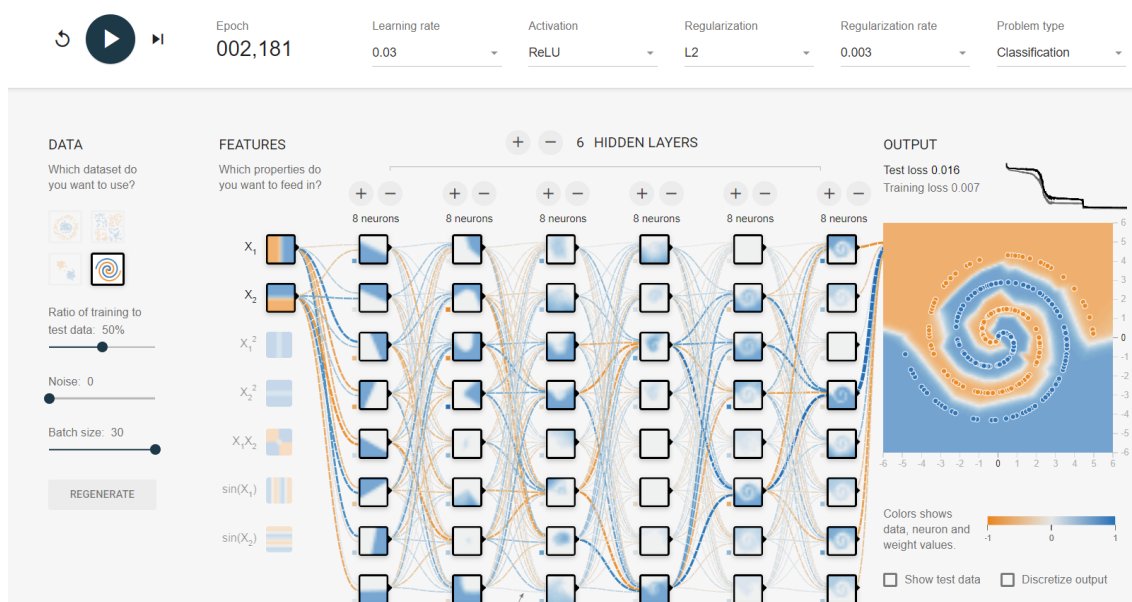 Epoch
002,181
Learning rate
0.03
Activation
ReLU
Regularization
L2
Regularization rate
0.003
Problem type
Classification
DATA
Which dataset do
you want to use?
Ratio of training to
test data: 50%
Noise: 0
Batch size: 30
REGENERATE
FEATURES
Which properties do
you want to feed in?
X₁
X₂
X₁²
X₂²
X₁X₂
sin(X₁)
sin(X₂)
+ − 6 HIDDEN LAYERS
+ − + − + − + − + − + −
8 neurons 8 neurons 8 neurons 8 neurons 8 neurons 8 neurons
OUTPUT
Test loss 0.016
Training loss 0.007
6
5
4
3
2
1
0
-1
-2
-3
-4
-5
-6
-6 -5 -4 -3 -2 -1 0 1 2 3 4 5 6
Colors shows
data, neuron and
weight values.
-1 0 1
Show test data
Discretize output